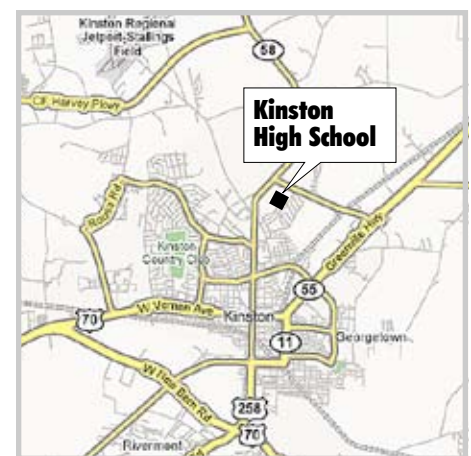 Kinston Regional
Jetport-Stallings
Field
58
CF Harvey Pkwy
Kinston
High School
Rouse Rd
Greenville Hwy
Kinston
Country Club
55
W Vernon Ave
70
Kinston
Georgetown
11
W New Bern Rd
258
70
Rivermont